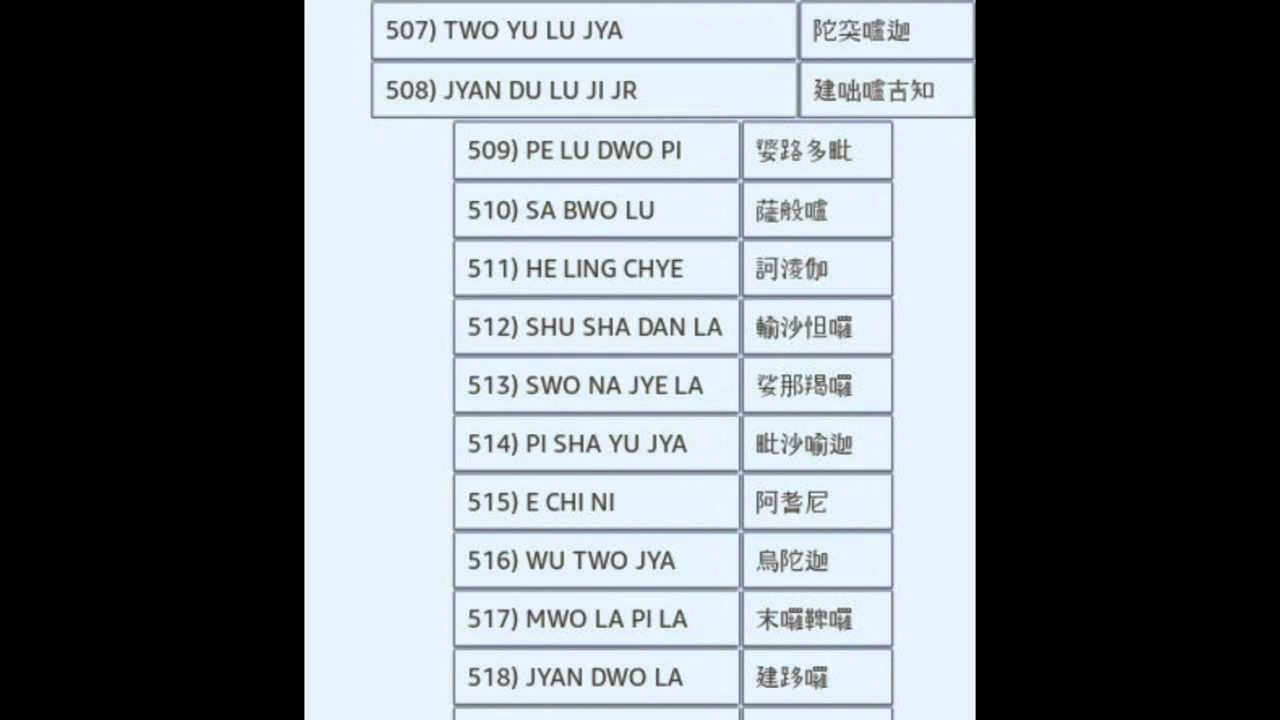 507) TWO YU LU JYA 陀突嚧迦
508) JYAN DU LU JI JR 建咄嚧吉知
509) PE LU DWO PI 婆路多毗
510) SA BWO LU 薩般嚧
511) HE LING CHYE 訶淩伽
512) SHU SHA DAN LA 輸沙怛囉
513) SWO NA JYE LA 娑那羯囉
514) PI SHA YU JYA 毗沙喻迦
515) E CHI NI 阿耆尼
516) WU TWO JYA 烏陀迦
517) MWO LA PI LA 末囉鞞囉
518) JYAN DWO LA 建跢囉